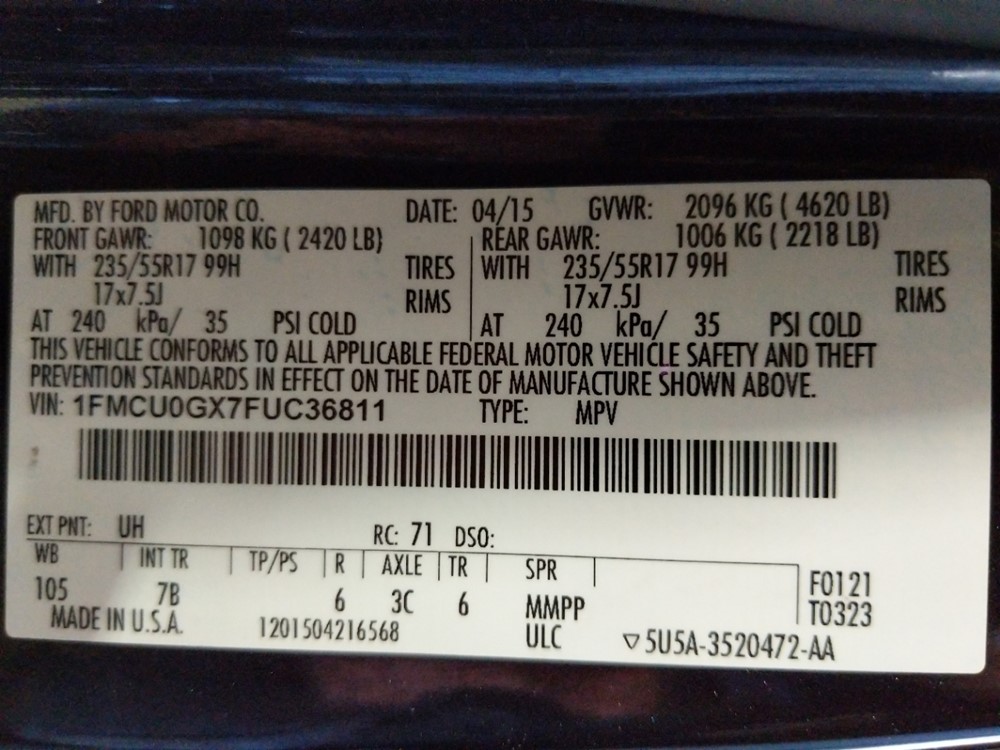 MFD. BY FORD MOTOR CO. DATE: 04/15 GVWR: 2096 KG ( 4620 LB)
FRONT GAWR: 1098 KG ( 2420 LB) REAR GAWR: 1006 KG ( 2218 LB)
WITH 235/55R17 99H TIRES WITH 235/55R17 99H TIRES
17x7.5J RIMS 17x7.5J RIMS
AT 240 kPa/ 35 PSI COLD AT 240 kPa/ 35 PSI COLD
THIS VEHICLE CONFORMS TO ALL APPLICABLE FEDERAL MOTOR VEHICLE SAFETY AND THEFT
PREVENTION STANDARDS IN EFFECT ON THE DATE OF MANUFACTURE SHOWN ABOVE.
VIN: 1FMCU0GX7FUC36811 TYPE: MPV
EXT PNT: UH RC: 71 DSO:
WB INT TR TP/PS R AXLE TR SPR
105 7B 6 3C 6 MMPP F0121
T0323
MADE IN U.S.A. 1201504216568 ULC ▽5U5A-3520472-AA